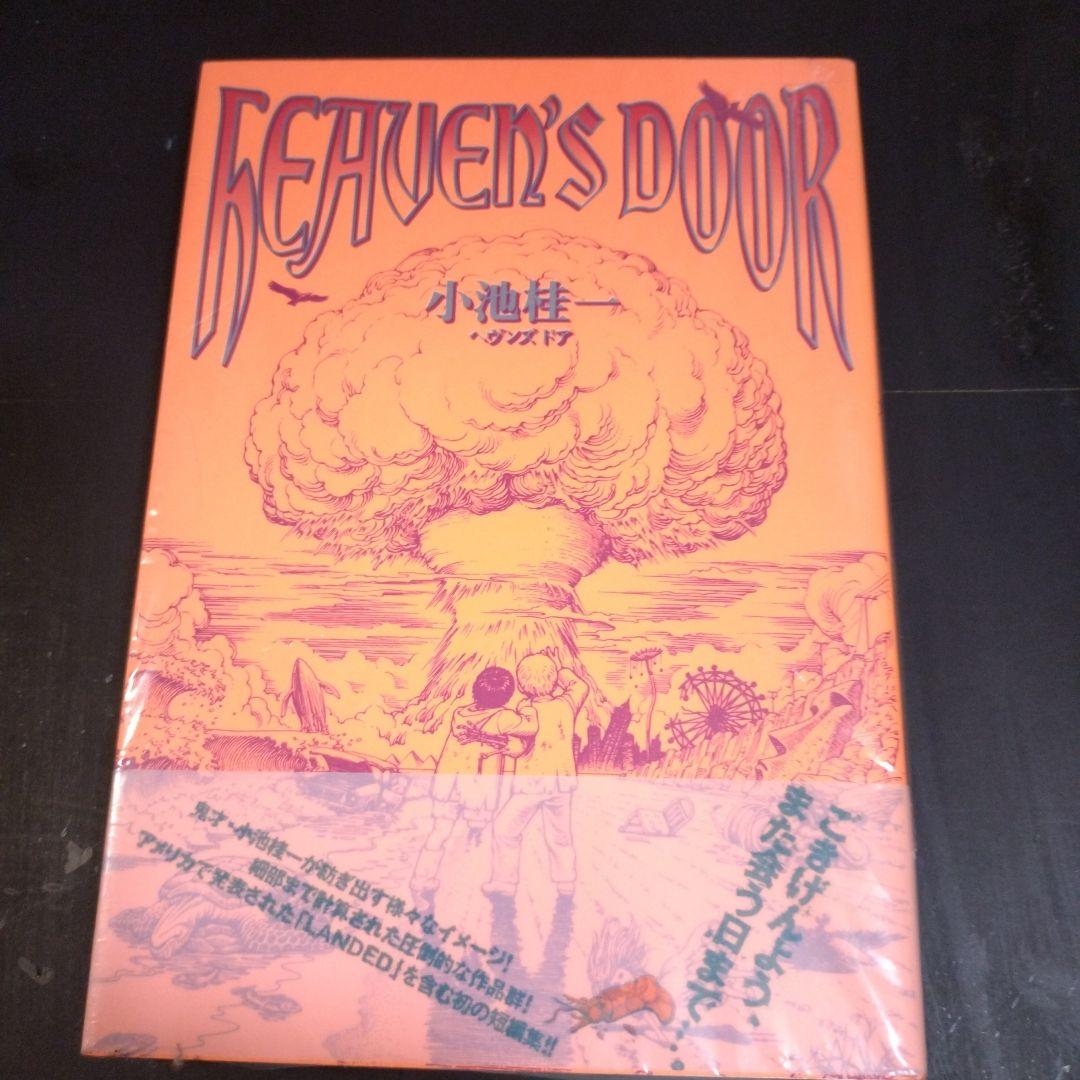 HEAVEN'S DOOR
小池桂一
ヘヴンズ ドア
ごきげんよう、
また会う日まで…。
鬼才・小池桂一が紡ぎ出す様々なイメージ!
細部まで計算された圧倒的な作品群!
アメリカで発表された「LANDED」を含む初の短編集!!